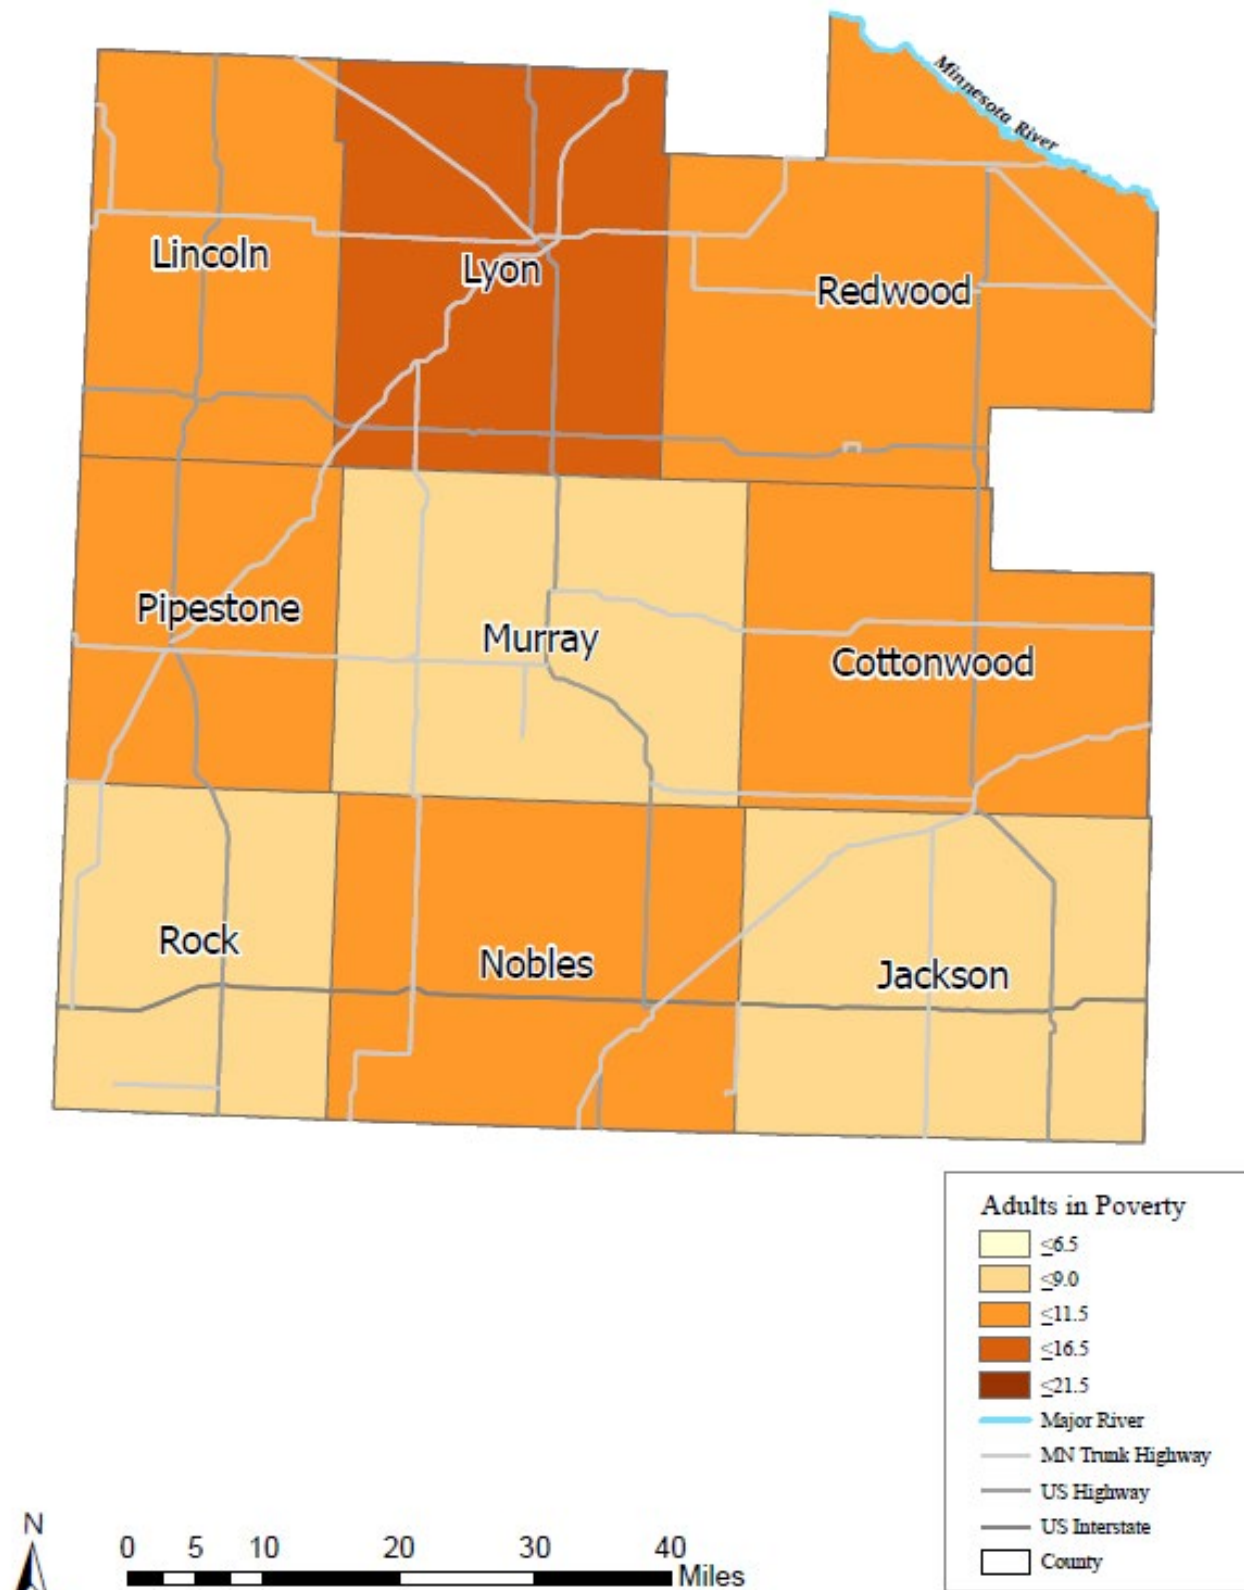 Minnesota River
Lincoln
Lyon
Redwood
Pipestone
Murray
Cottonwood
Rock
Nobles
Jackson
Adults in Poverty
≤6.5
≤9.0
≤11.5
≤16.5
≤21.5
Major River
MN Trunk Highway
US Highway
US Interstate
County
N
0 5 10 20 30 40 Miles